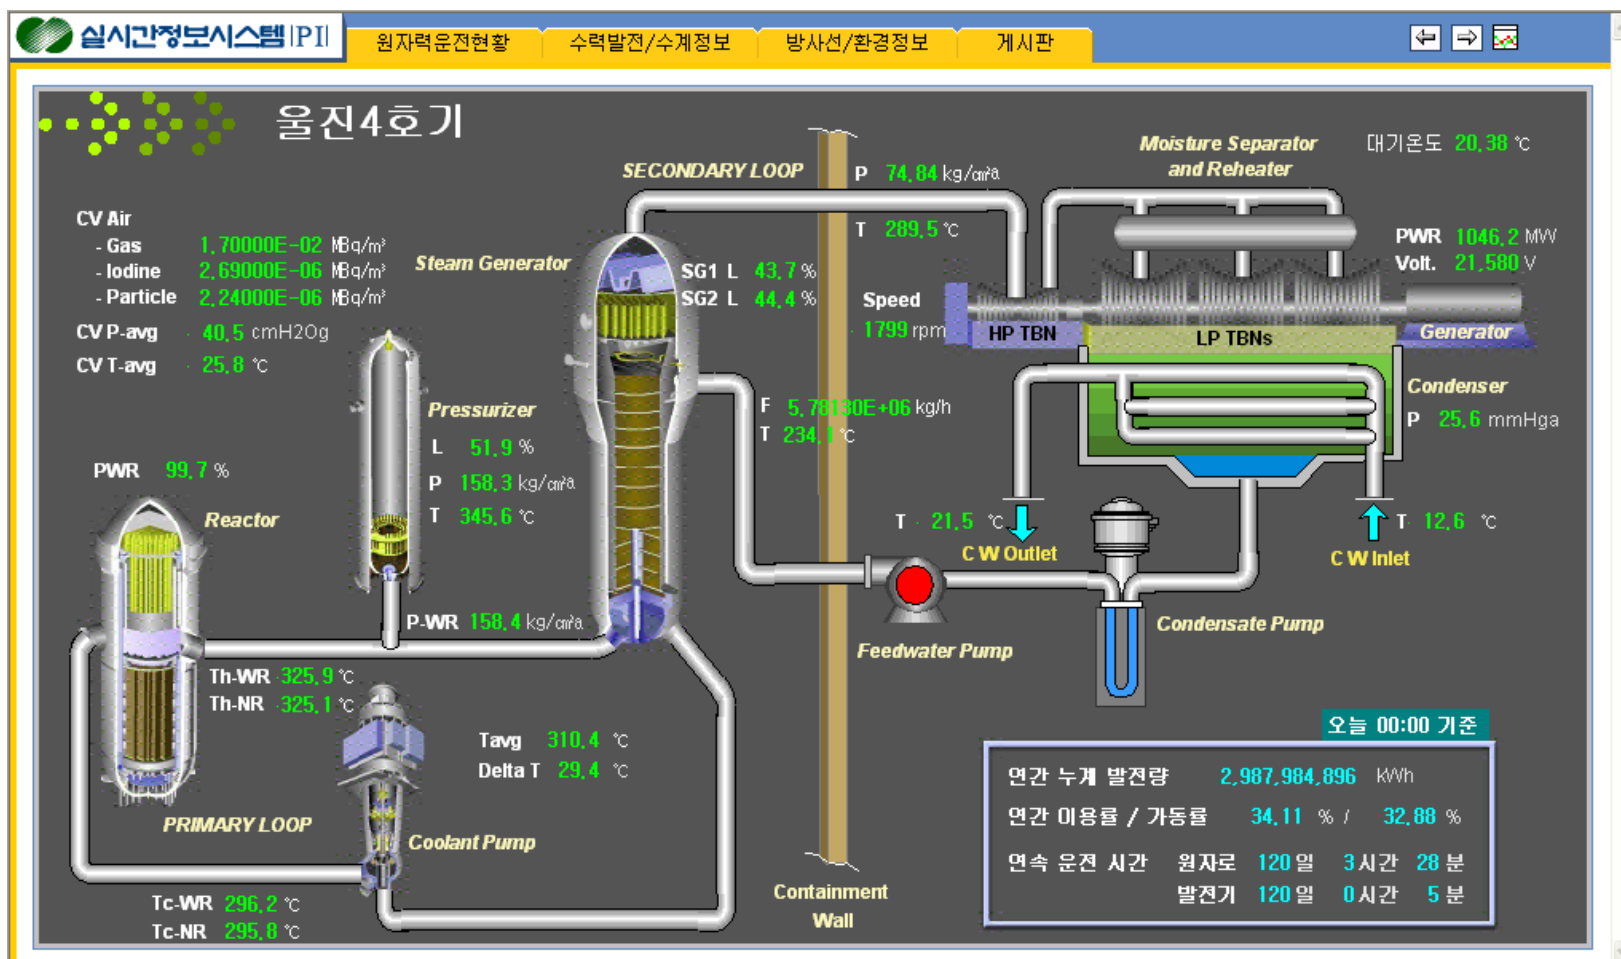 실시간정보시스템|PI|
원자력운전현황 수력발전/수계정보 방사선/환경정보 게시판
울진4호기
대기온도 20.38 ℃
Moisture Separator
and Reheater
SECONDARY LOOP
P 74.84 kg/㎠a
T 289.5 ℃
CV Air
- Gas 1.70000E-02 MBq/m³
- Iodine 2.69000E-06 MBq/m³
- Particle 2.24000E-06 MBq/m³
CV P-avg 40.5 cmH2Og
CV T-avg 25.8 ℃
Steam Generator
SG1 L 43.7 %
SG2 L 44.4 %
PWR 1046.2 MW
Volt. 21,580 V
Speed
1799 rpm
HP TBN
LP TBNs
Generator
Pressurizer
L 51.9 %
P 158.3 kg/㎠a
T 345.6 ℃
F 5.78130E+06 kg/h
T 234.1 ℃
Condenser
P 25.6 mmHga
PWR 99.7 %
Reactor
T 21.5 ℃
CW Outlet
T 12.6 ℃
CW Inlet
P-WR 158.4 kg/㎠a
Feedwater Pump
Condensate Pump
Th-WR 325.9 ℃
Th-NR 325.1 ℃
Tavg 310.4 ℃
Delta T 29.4 ℃
PRIMARY LOOP
Coolant Pump
Tc-WR 296.2 ℃
Tc-NR 295.8 ℃
Containment
Wall
오늘 00:00 기준
연간 누계 발전량 2,987,984,896 kWh
연간 이용률 / 가동률 34.11 % / 32.88 %
연속 운전 시간 원자로 120 일 3 시간 28 분
발전기 120 일 0 시간 5 분